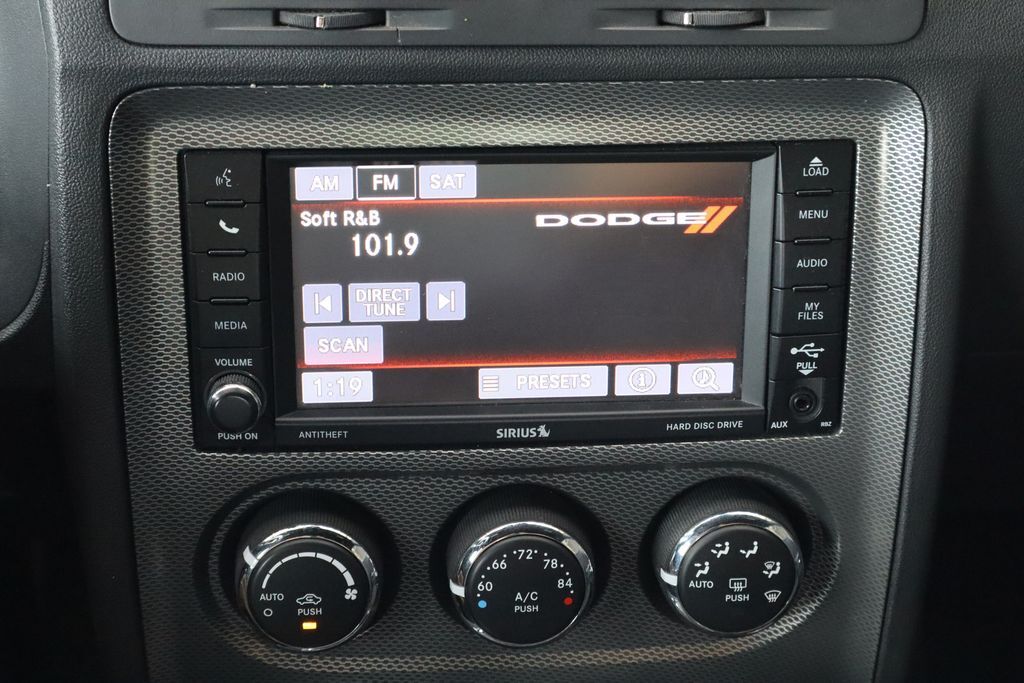 AM FM SAT
Soft R&B
101.9
DODGE
DIRECT
TUNE
SCAN
1:19
PRESETS
RADIO
MEDIA
VOLUME
PUSH ON
LOAD
MENU
AUDIO
MY
FILES
PULL
AUX
RBZ
ANTITHEFT
SIRIUS
HARD DISC DRIVE
AUTO
PUSH
60 66 72 78 84
A/C
PUSH
AUTO
PUSH